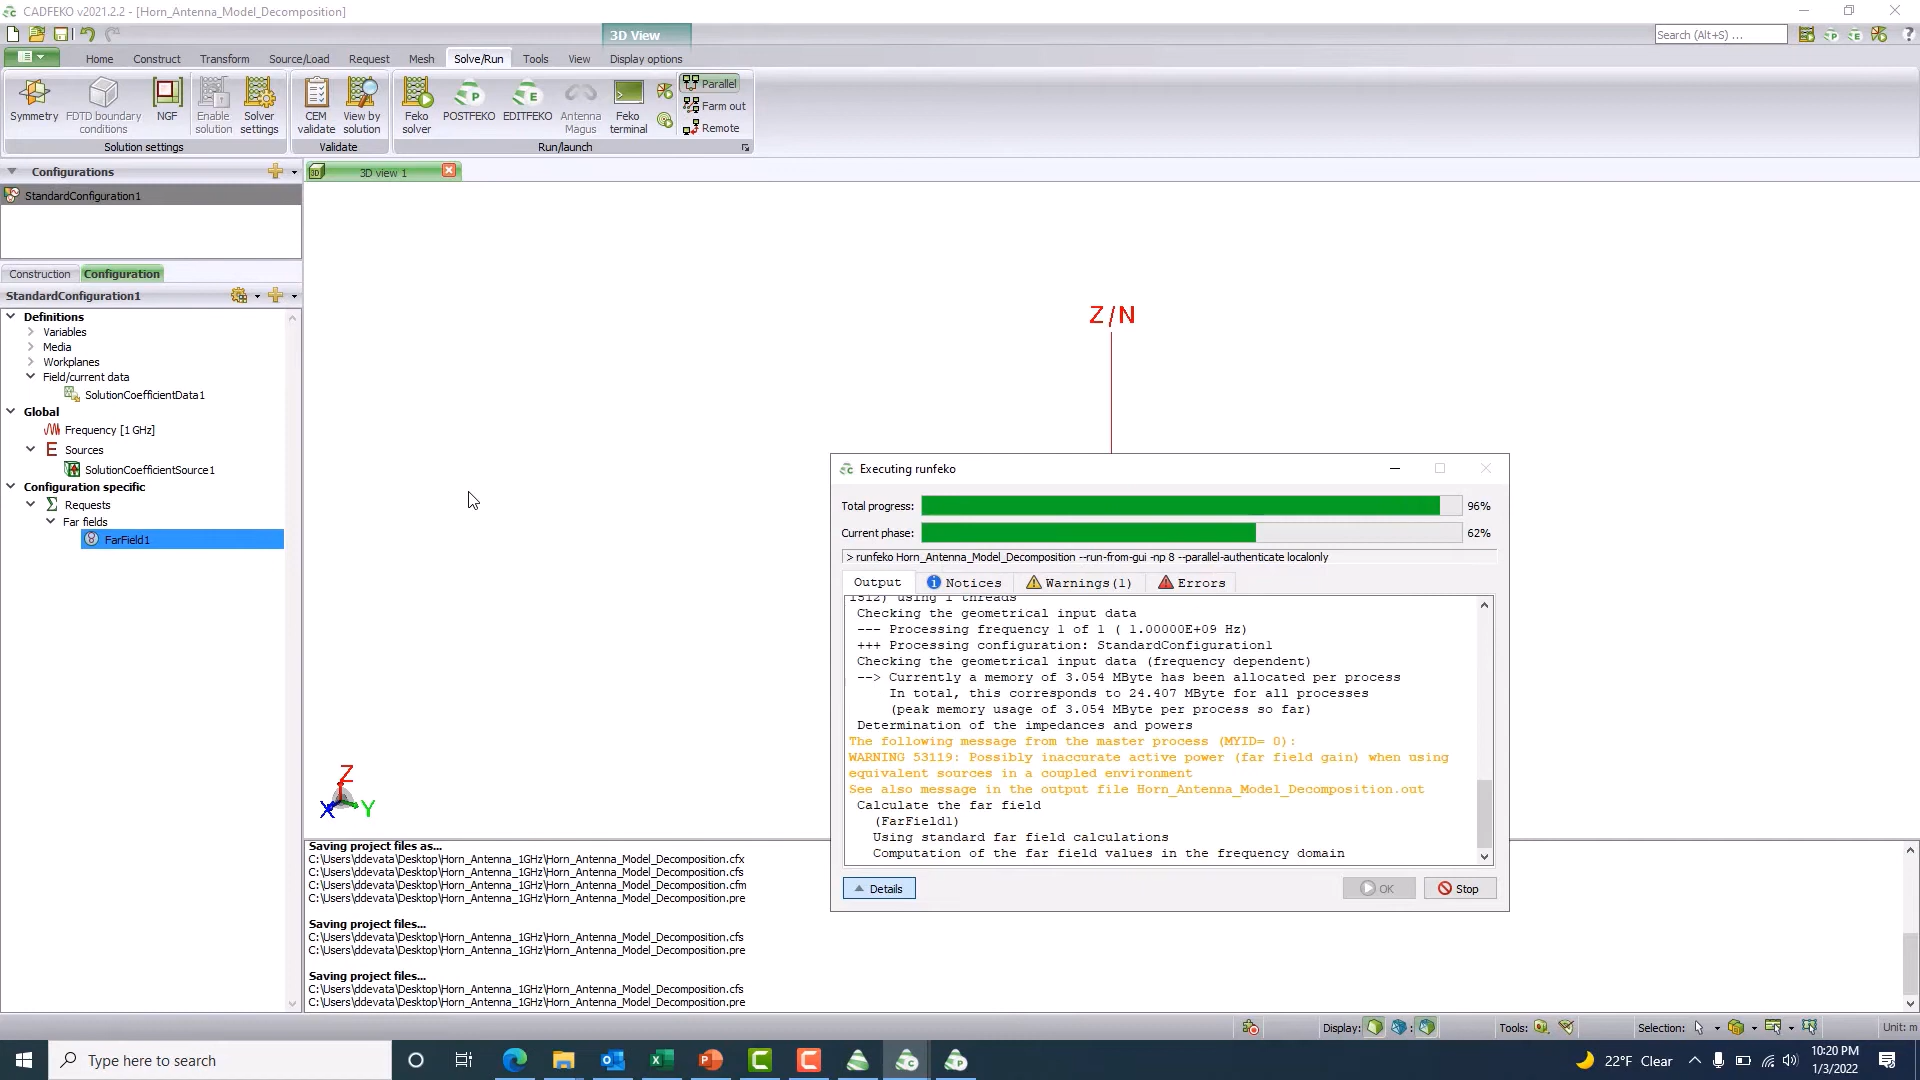 CADFEKO v2021.2.2 - [Horn_Antenna_Model_Decomposition]
3D View
Search (Alt+S) ...
Home Construct Transform Source/Load Request Mesh Solve/Run Tools View Display options
Symmetry
FDTD boundary conditions
NGF
Enable solution
Solver settings
CEM validate
View by solution
Feko solver
POSTFEKO
EDITFEKO
Antenna Magus
Feko terminal
Parallel
Farm out
Remote
Solution settings
Validate
Run/launch
Configurations
StandardConfiguration1
3D view 1
Construction Configuration
StandardConfiguration1
Definitions
Variables
Media
Workplanes
Field/current data
SolutionCoefficientData1
Global
Frequency [1 GHz]
Sources
SolutionCoefficientSource1
Configuration specific
Requests
Far fields
FarField1
Z/N
Z
X
Y
Executing runfeko
Total progress: 96%
Current phase: 62%
> runfeko Horn_Antenna_Model_Decomposition --run-from-gui -np 8 --parallel-authenticate localonly
Output Notices Warnings(1) Errors
1512) using 1 threads
Checking the geometrical input data
--- Processing frequency 1 of 1 ( 1.00000E+09 Hz)
+++ Processing configuration: StandardConfiguration1
Checking the geometrical input data (frequency dependent)
--> Currently a memory of 3.054 MByte has been allocated per process
In total, this corresponds to 24.407 MByte for all processes
(peak memory usage of 3.054 MByte per process so far)
Determination of the impedances and powers
The following message from the master process (MYID= 0):
WARNING 53119: Possibly inaccurate active power (far field gain) when using
equivalent sources in a coupled environment
See also message in the output file Horn_Antenna_Model_Decomposition.out
Calculate the far field
(FarField1)
Using standard far field calculations
Computation of the far field values in the frequency domain
Details OK Stop
Saving project files as...
C:\Users\ddevata\Desktop\Horn_Antenna_1GHz\Horn_Antenna_Model_Decomposition.cfx
C:\Users\ddevata\Desktop\Horn_Antenna_1GHz\Horn_Antenna_Model_Decomposition.cfs
C:\Users\ddevata\Desktop\Horn_Antenna_1GHz\Horn_Antenna_Model_Decomposition.cfm
C:\Users\ddevata\Desktop\Horn_Antenna_1GHz\Horn_Antenna_Model_Decomposition.pre
Saving project files...
C:\Users\ddevata\Desktop\Horn_Antenna_1GHz\Horn_Antenna_Model_Decomposition.cfs
C:\Users\ddevata\Desktop\Horn_Antenna_1GHz\Horn_Antenna_Model_Decomposition.pre
Saving project files...
C:\Users\ddevata\Desktop\Horn_Antenna_1GHz\Horn_Antenna_Model_Decomposition.cfs
C:\Users\ddevata\Desktop\Horn_Antenna_1GHz\Horn_Antenna_Model_Decomposition.pre
Display: Tools: Selection: Unit: m
Type here to search
22°F Clear
10:20 PM
1/3/2022